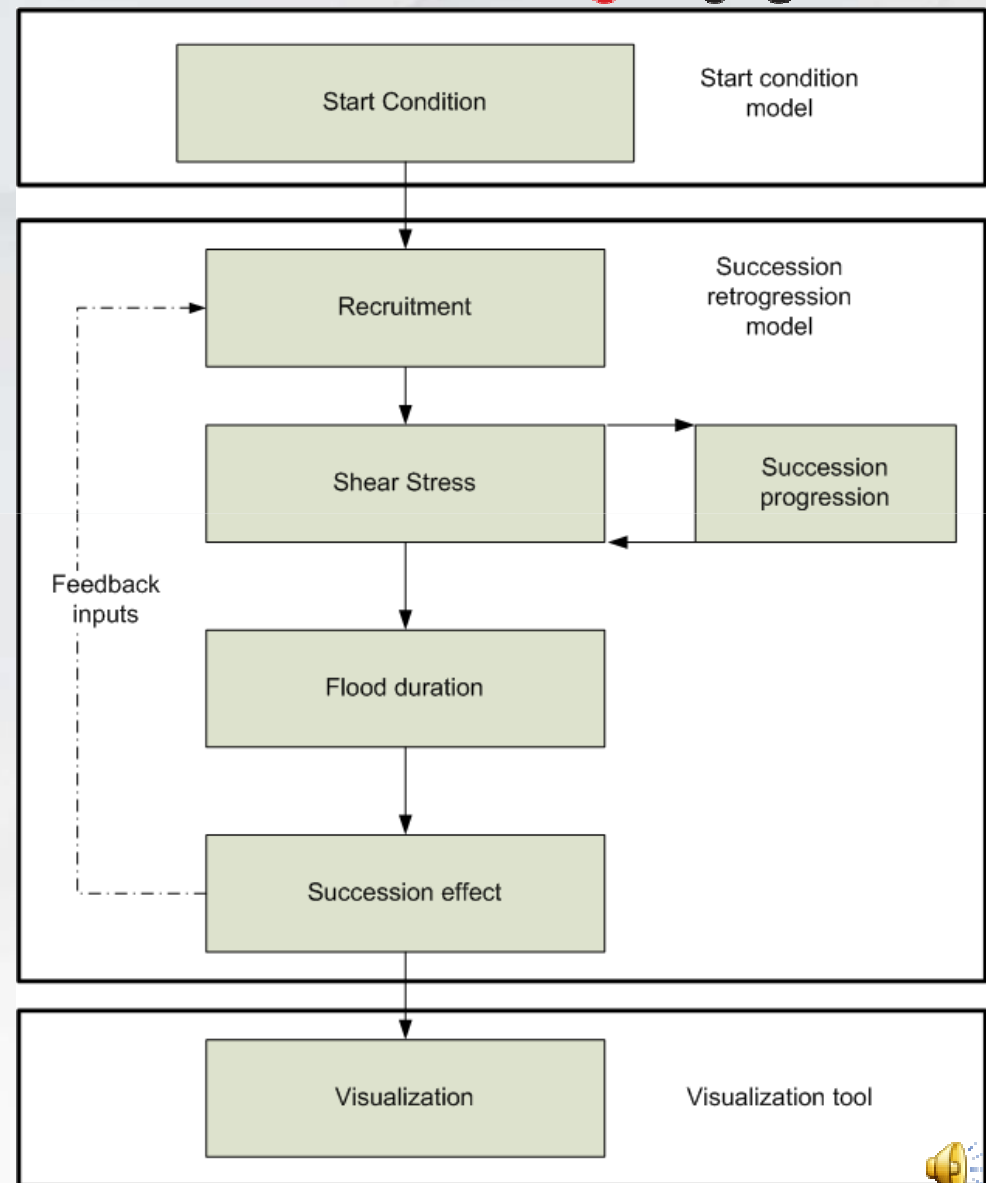 Start Condition
Start condition
model
Recruitment
Succession
retrogression
model
Shear Stress
Succession
progression
Feedback
inputs
Flood duration
Succession effect
Visualization
Visualization tool